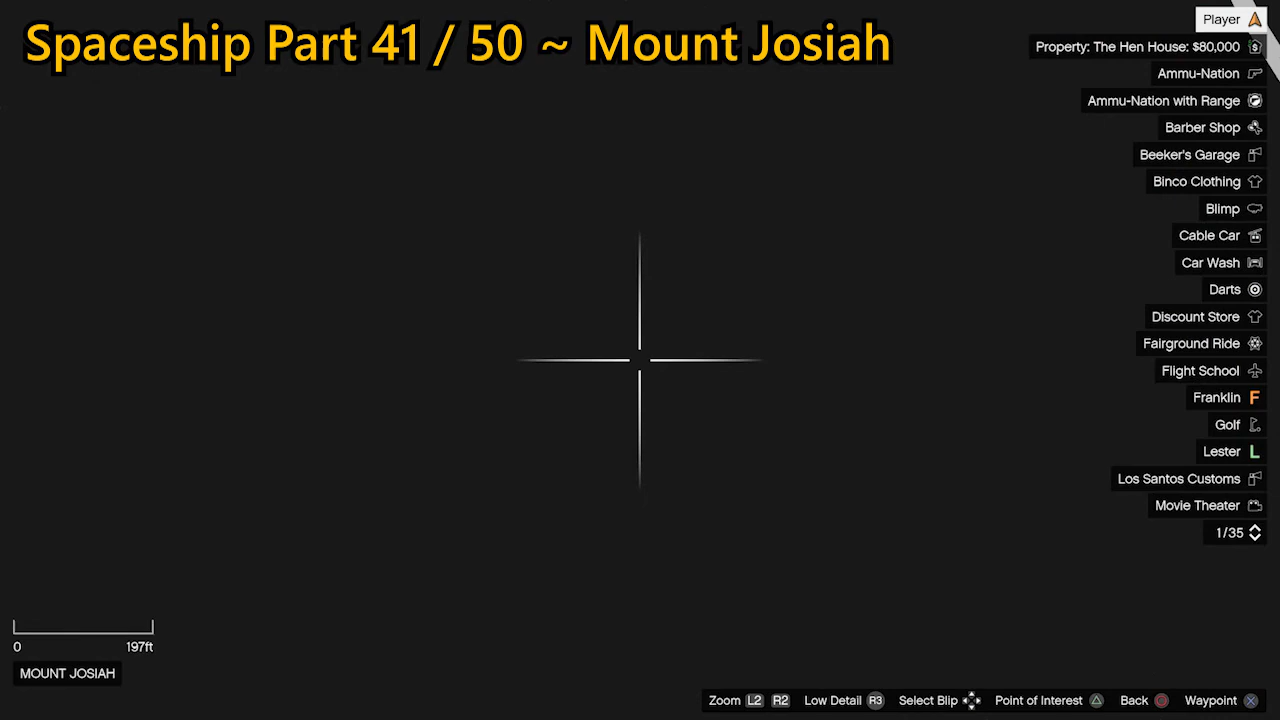 Spaceship Part 41 / 50 ~ Mount Josiah
Player
Property: The Hen House: $80,000
Ammu-Nation
Ammu-Nation with Range
Barber Shop
Beeker's Garage
Binco Clothing
Blimp
Cable Car
Car Wash
Darts
Discount Store
Fairground Ride
Flight School
Franklin F
Golf
Lester L
Los Santos Customs
Movie Theater
1/35
0 197ft
MOUNT JOSIAH
Zoom L2 R2 Low Detail R3 Select Blip Point of Interest Back Waypoint